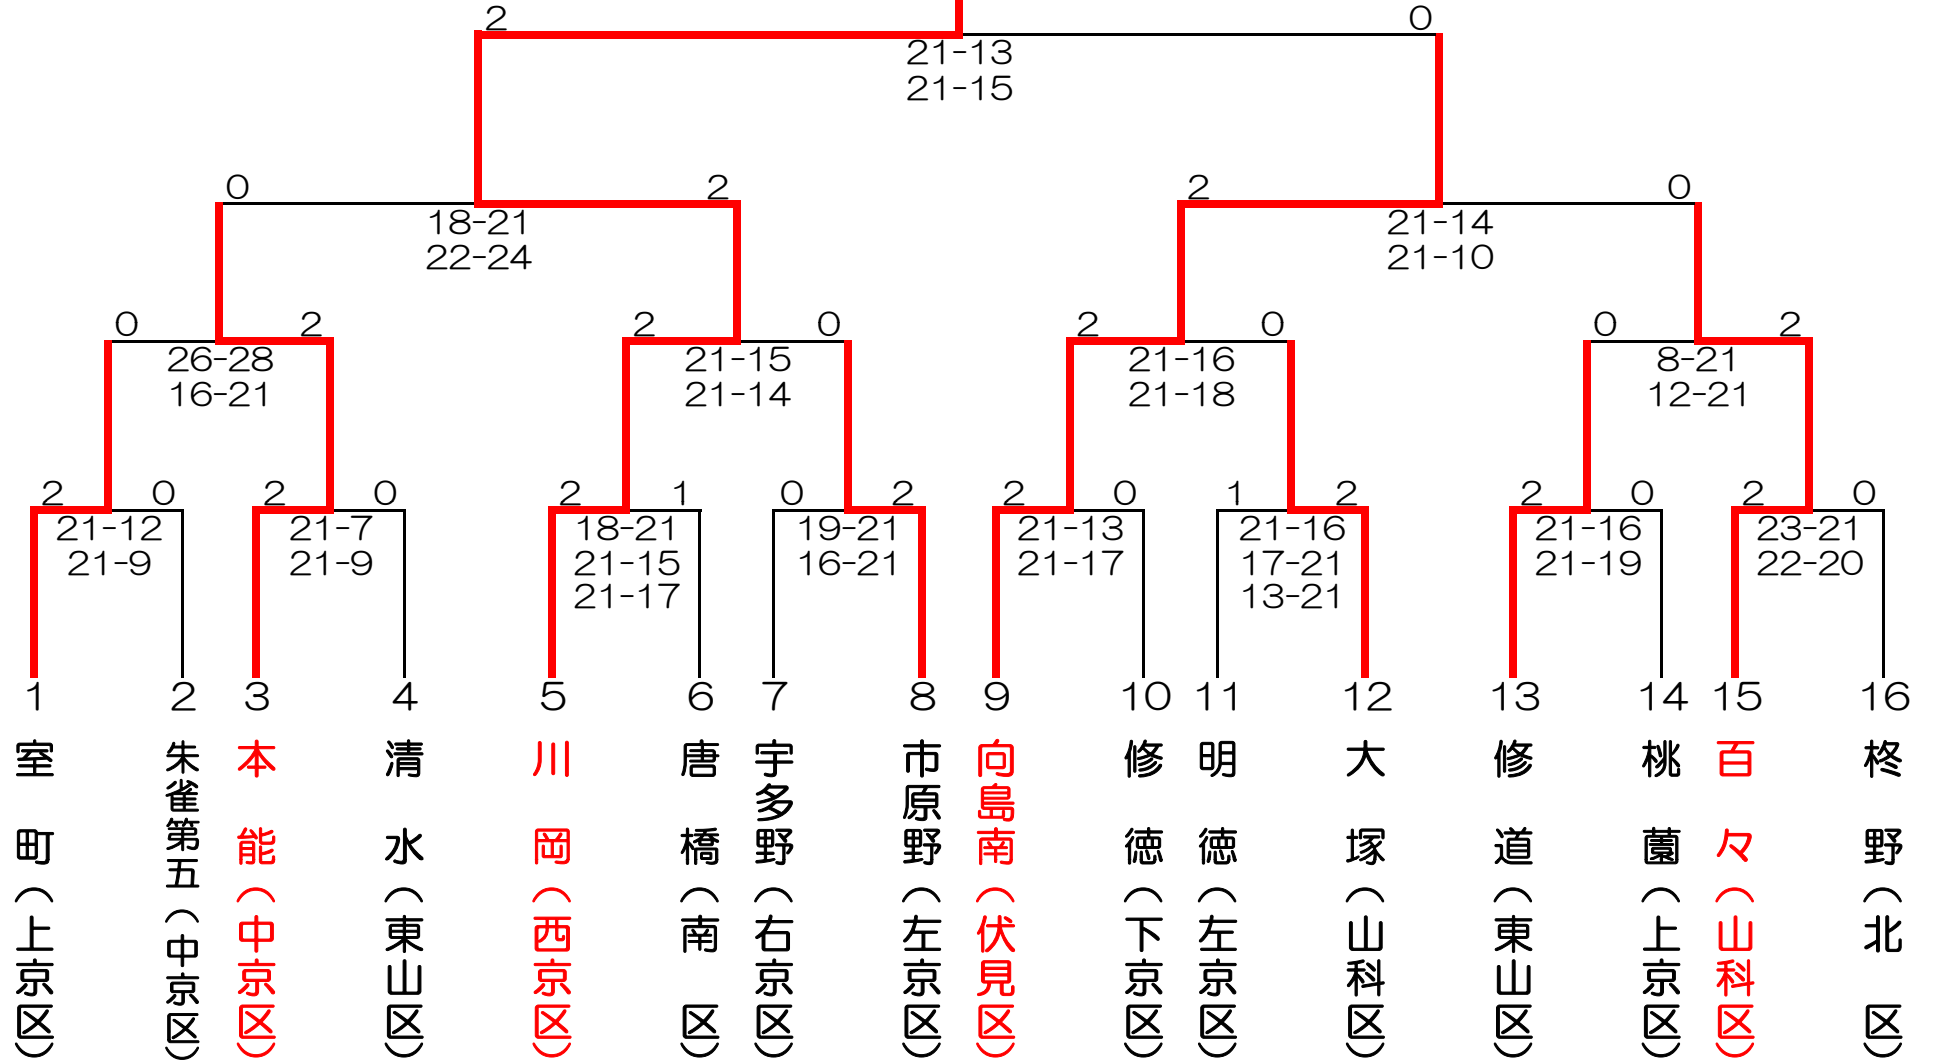 2 0
21-13
21-15
0 2 2 0
18-21 21-14
22-24 21-10
0 2 2 0 2 0 0 2
26-28 21-15 21-16 8-21
16-21 21-14 21-18 12-21
2 0 2 0 2 1 0 2 2 0 1 2 2 0 2 0
21-12 21-7 18-21 19-21 21-13 21-16 21-16 23-21
21-9 21-9 21-15 16-21 21-17 17-21 21-19 22-20
21-17 13-21
1 2 3 4 5 6 7 8 9 10 11 12 13 14 15 16
室町(上京区)
朱雀第五(中京区)
本能(中京区)
清水(東山区)
川岡(西京区)
唐橋(南区)
宇多野(右京区)
市原野(左京区)
向島南(伏見区)
修徳(下京区)
明徳(左京区)
大塚(山科区)
修道(東山区)
桃薗(上京区)
百々(山科区)
柊野(北区)